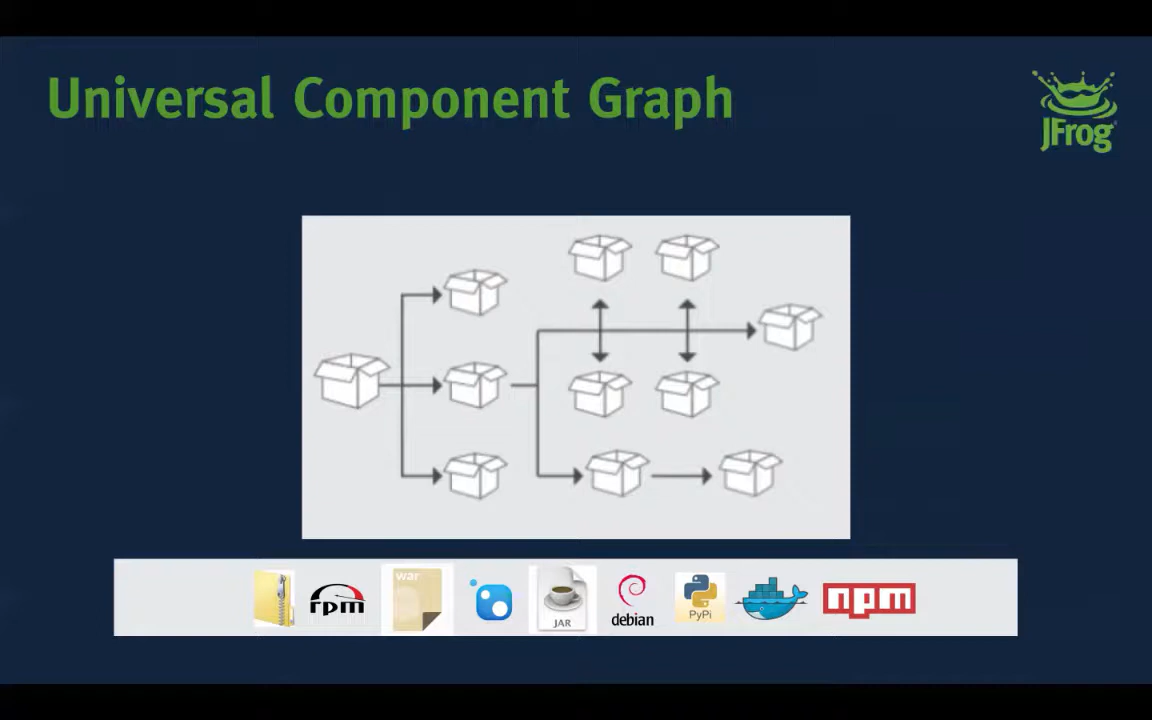 Universal Component Graph
JFrog
rpm
war
JAR
debian
PyPi
npm